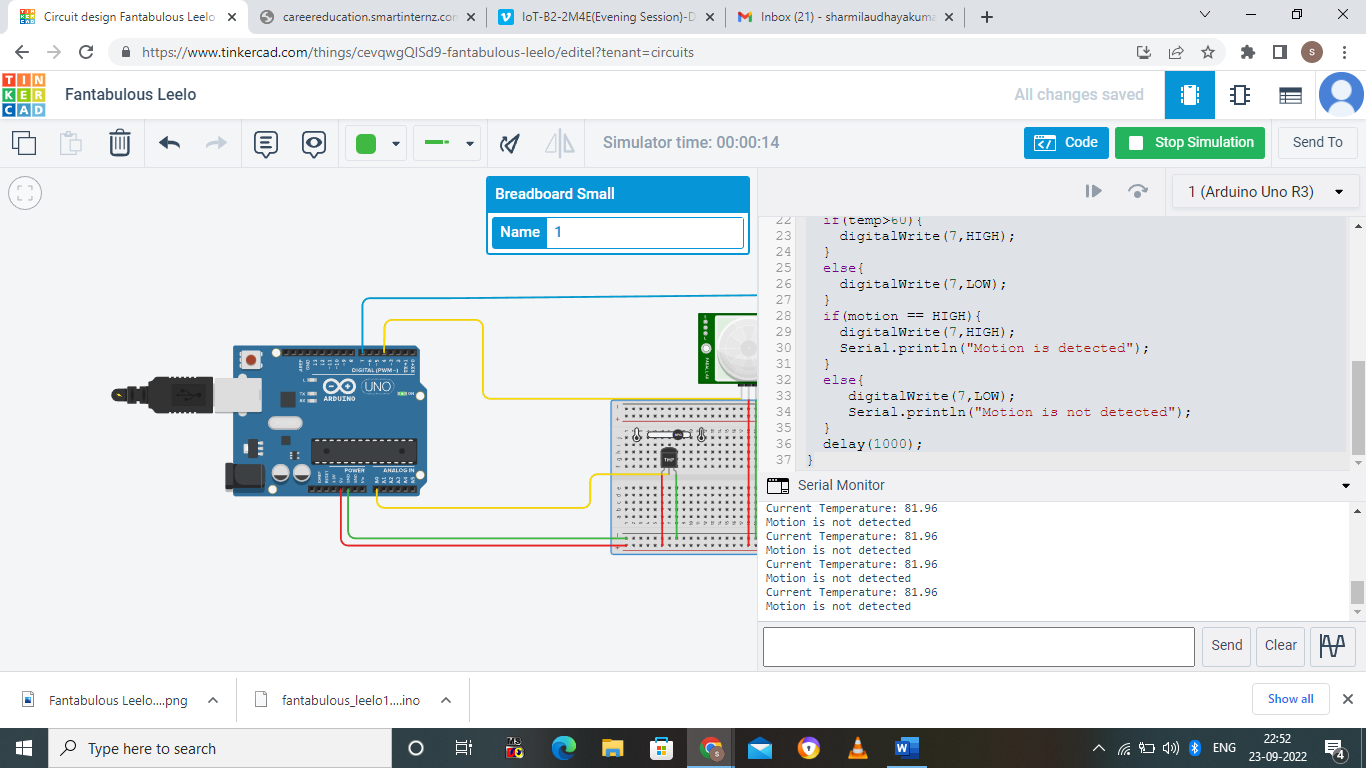 Circuit design Fantabulous Leelo
careereducation.smartinternz.con
IoT-B2-2M4E(Evening Session)-D
Inbox (21) - sharmilaudhayakuma
https://www.tinkercad.com/things/cevqwgQlSd9-fantabulous-leelo/editel?tenant=circuits
S
TIN
KER
CAD
Fantabulous Leelo
All changes saved
Simulator time: 00:00:14
Code
Stop Simulation
Send To
Breadboard Small
Name 1
1 (Arduino Uno R3)
22 if(temp>60){
23 digitalWrite(7,HIGH);
24 }
25 else{
26 digitalWrite(7,LOW);
27 }
28 if(motion == HIGH){
29 digitalWrite(7,HIGH);
30 Serial.println("Motion is detected");
31 }
32 else{
33 digitalWrite(7,LOW);
34 Serial.println("Motion is not detected");
35 }
36 delay(1000);
37 }
DIGITAL (PWM~)
UNO
ARDUINO
POWER
ANALOG IN
TMP
Serial Monitor
Current Temperature: 81.96
Motion is not detected
Current Temperature: 81.96
Motion is not detected
Current Temperature: 81.96
Motion is not detected
Current Temperature: 81.96
Motion is not detected
Send
Clear
Fantabulous Leelo....png
fantabulous_leelo1....ino
Show all
Type here to search
ENG
22:52
23-09-2022
4